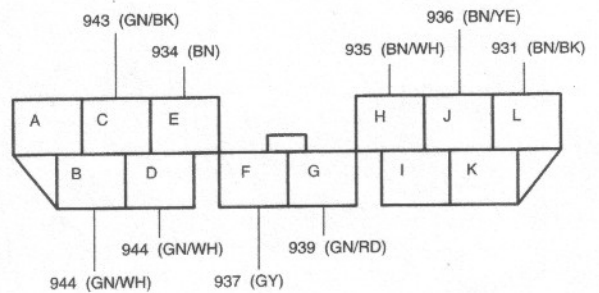 943 (GN/BK)
934 (BN)
936 (BN/YE)
935 (BN/WH)
931 (BN/BK)
A
C
E
H
J
L
B
D
F
G
I
K
944 (GN/WH)
944 (GN/WH)
937 (GY)
939 (GN/RD)